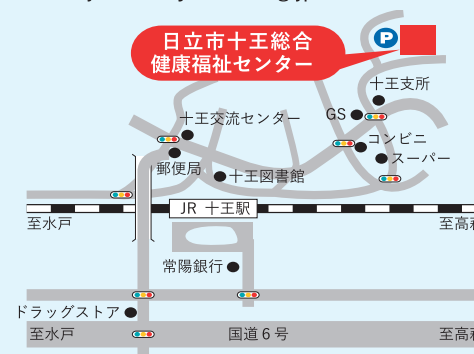 日立市十王総合
健康福祉センター
P
十王支所
GS
十王交流センター
コンビニ
郵便局
スーパー
十王図書館
JR 十王駅
至水戸
至高萩
常陽銀行
ドラッグストア
至水戸
国道6号
至高萩